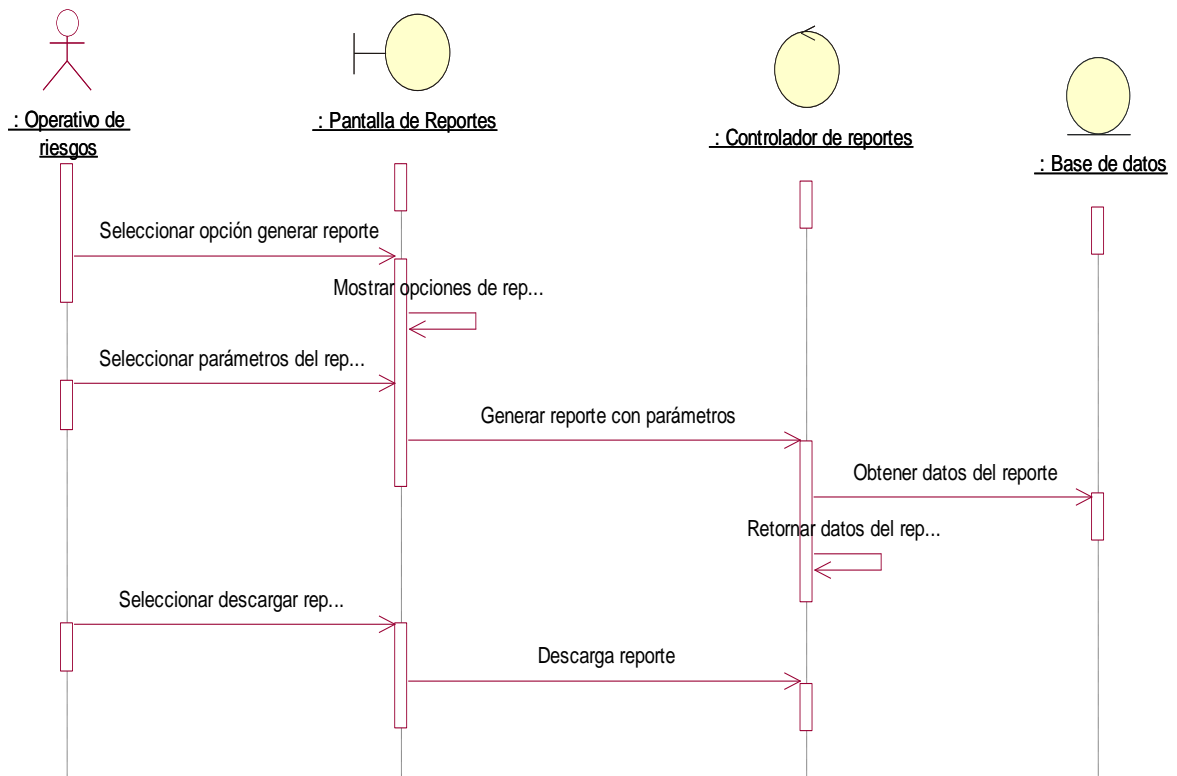 : Operativo de
riesgos
: Pantalla de Reportes
: Controlador de reportes
: Base de datos
Seleccionar opción generar reporte
Mostrar opciones de rep...
Seleccionar parámetros del rep...
Generar reporte con parámetros
Obtener datos del reporte
Retornar datos del rep...
Seleccionar descargar rep...
Descarga reporte